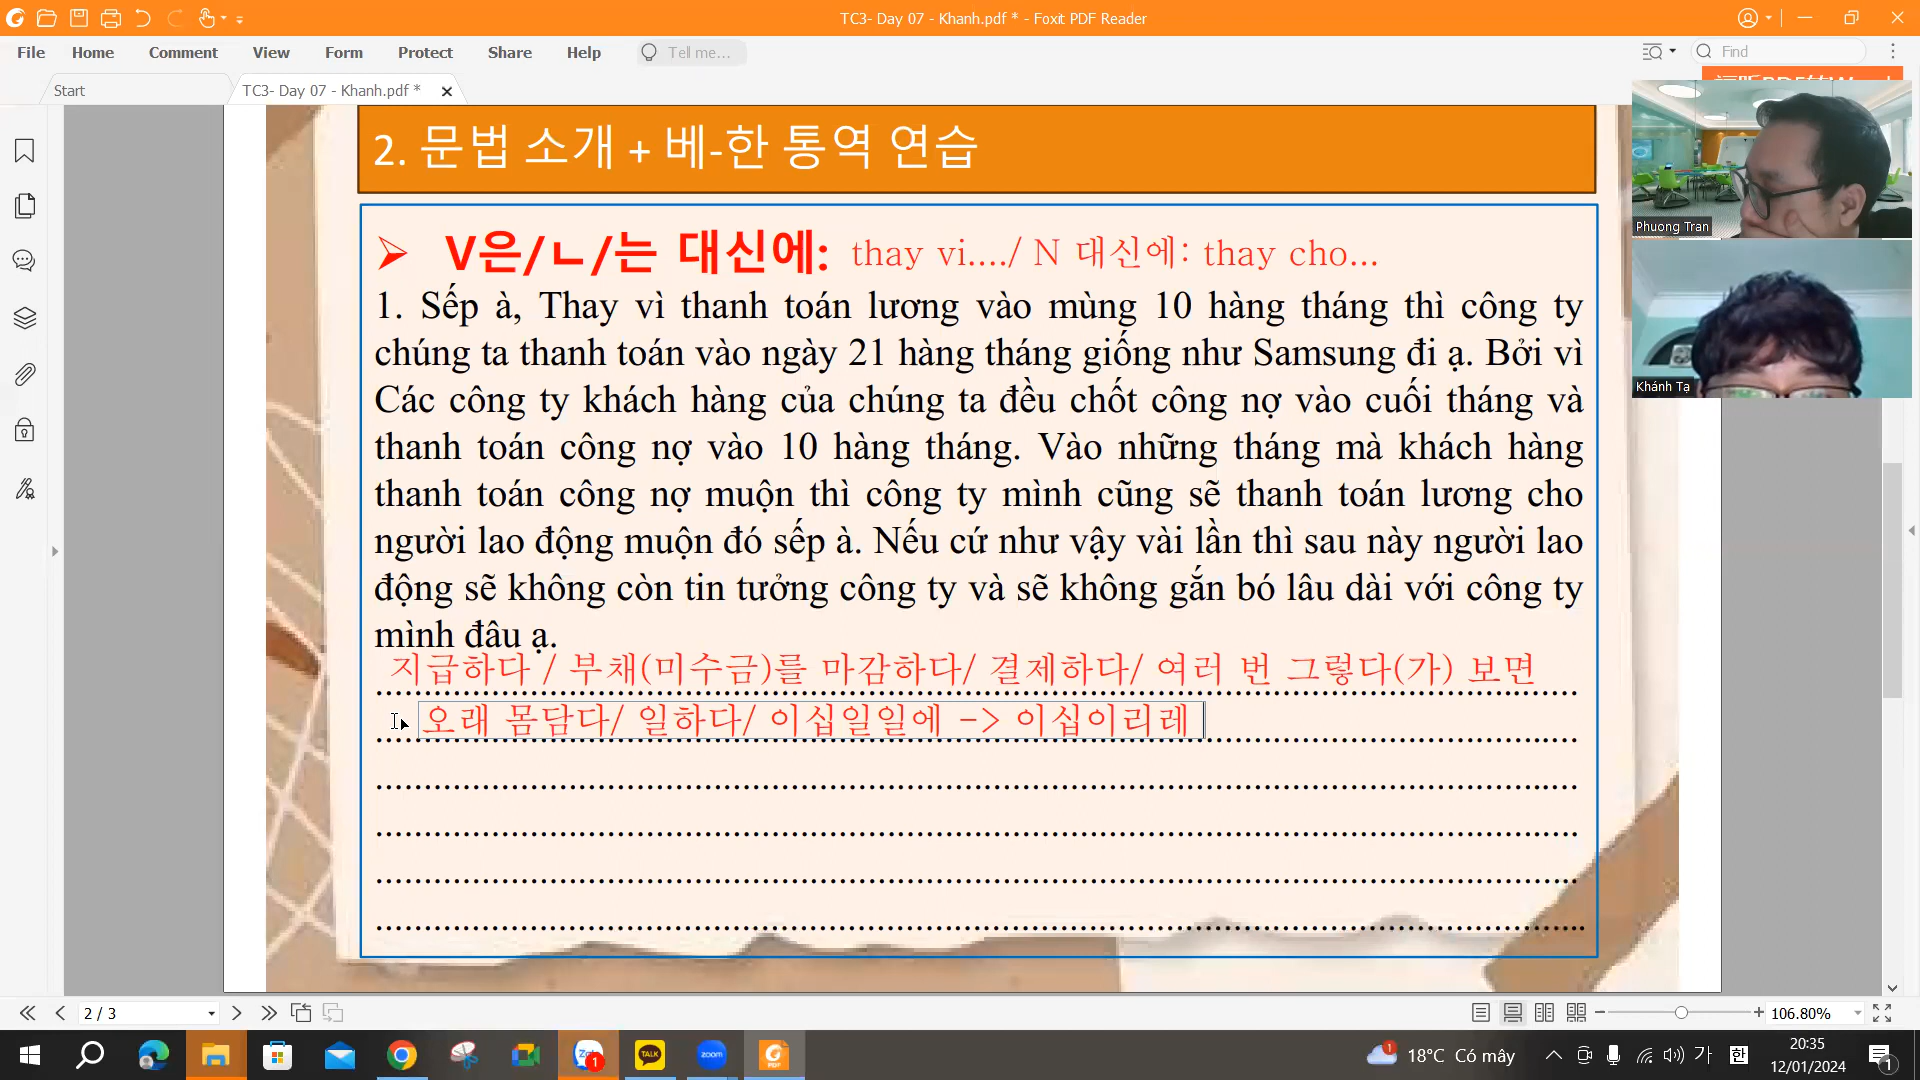 TC3- Day 07 - Khanh.pdf * - Foxit PDF Reader
File Home Comment View Form Protect Share Help Tell me... Find
Start TC3- Day 07 - Khanh.pdf *
2. 문법 소개 + 베-한 통역 연습
V은/ㄴ/는 대신에: thay vi..../ N 대신에: thay cho...
1. Sếp à, Thay vì thanh toán lương vào mùng 10 hàng tháng thì công ty
chúng ta thanh toán vào ngày 21 hàng tháng giống như Samsung đi ạ. Bởi vì
Các công ty khách hàng của chúng ta đều chốt công nợ vào cuối tháng và
thanh toán công nợ vào 10 hàng tháng. Vào những tháng mà khách hàng
thanh toán công nợ muộn thì công ty mình cũng sẽ thanh toán lương cho
người lao động muộn đó sếp à. Nếu cứ như vậy vài lần thì sau này người lao
động sẽ không còn tin tưởng công ty và sẽ không gắn bó lâu dài với công ty
mình đâu ạ.
지급하다 / 부채(미수금)를 마감하다/ 결제하다/ 여러 번 그렇다(가) 보면
오래 몸담다/ 일하다/ 이십일일에 -> 이십이리레
Phuong Tran
Khánh Tạ
2 / 3
106.80%
TALK
zoom
PDF
18°C Có mây
가
한
20:35
12/01/2024